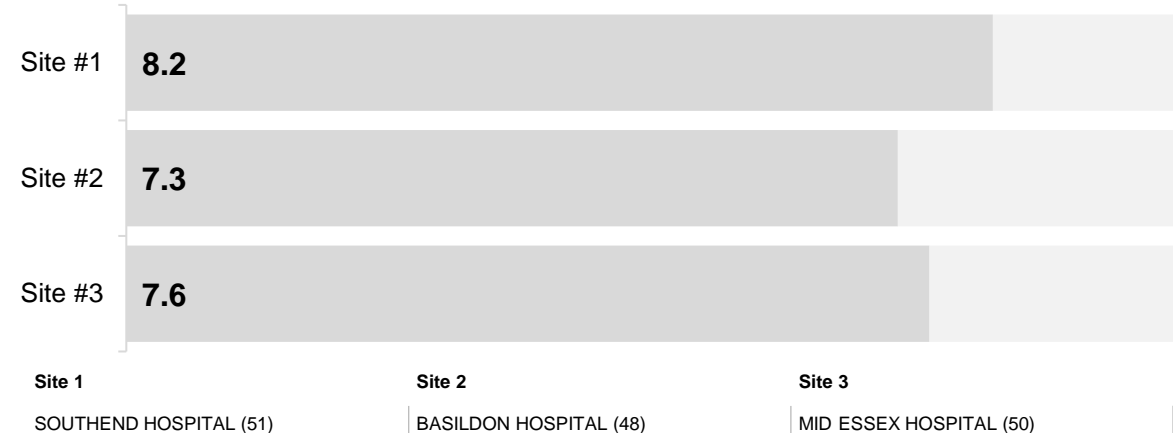 Site #1 8.2
Site #2 7.3
Site #3 7.6
Site 1 Site 2 Site 3
SOUTHEND HOSPITAL (51) BASILDON HOSPITAL (48) MID ESSEX HOSPITAL (50)